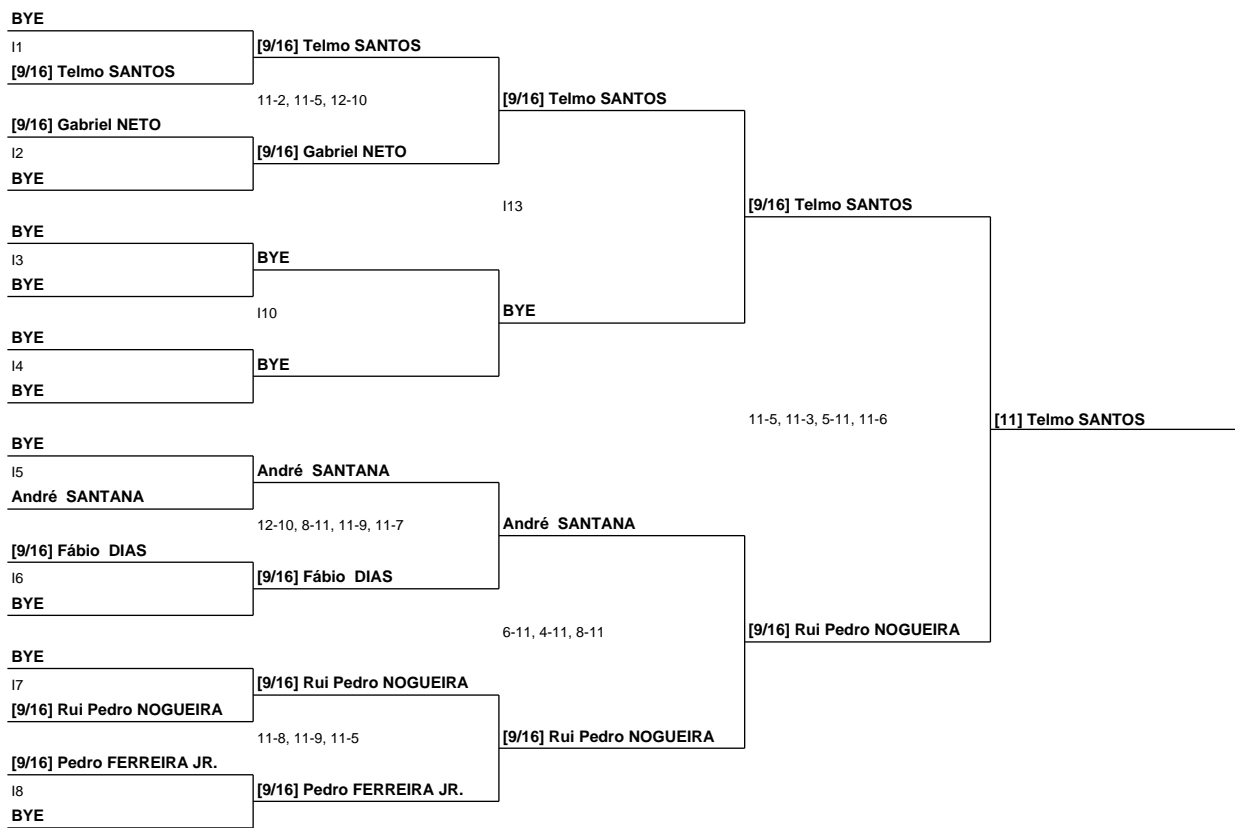 BYE
I1
[9/16] Telmo SANTOS
[9/16] Telmo SANTOS
11-2, 11-5, 12-10
[9/16] Telmo SANTOS
[9/16] Gabriel NETO
I2
[9/16] Gabriel NETO
BYE
I13
[9/16] Telmo SANTOS
BYE
I3
BYE
BYE
I10
BYE
BYE
I4
BYE
BYE
11-5, 11-3, 5-11, 11-6
[11] Telmo SANTOS
BYE
I5
André  SANTANA
André  SANTANA
12-10, 8-11, 11-9, 11-7
André  SANTANA
[9/16] Fábio  DIAS
I6
[9/16] Fábio  DIAS
BYE
6-11, 4-11, 8-11
[9/16] Rui Pedro NOGUEIRA
BYE
I7
[9/16] Rui Pedro NOGUEIRA
[9/16] Rui Pedro NOGUEIRA
11-8, 11-9, 11-5
[9/16] Rui Pedro NOGUEIRA
[9/16] Pedro FERREIRA JR.
I8
[9/16] Pedro FERREIRA JR.
BYE